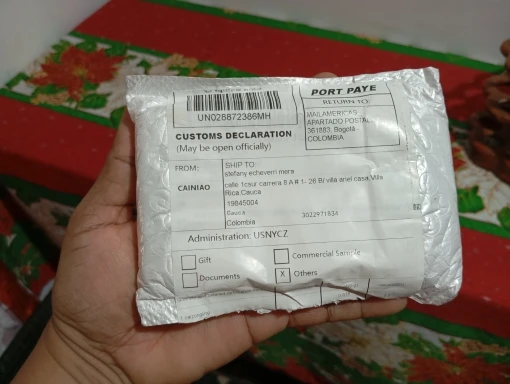 PORT PAYE
RETURN TO:
UN028872386MH
MAILAMERICAS
APARTADO POSTAL
361883, Bogotá
COLOMBIA
CUSTOMS DECLARATION
(May be open officially)
FROM:
CAINIAO
SHIP TO:
stefany echeverri mera
calle 1csur carrera 8 A # 1- 26 B/ villa ariel casa Villa
Rica,Cauca
19845004
Cauca
3022971834
Colombia
Administration: USNYCZ
Gift
Commercial Sample
Documents
X Others